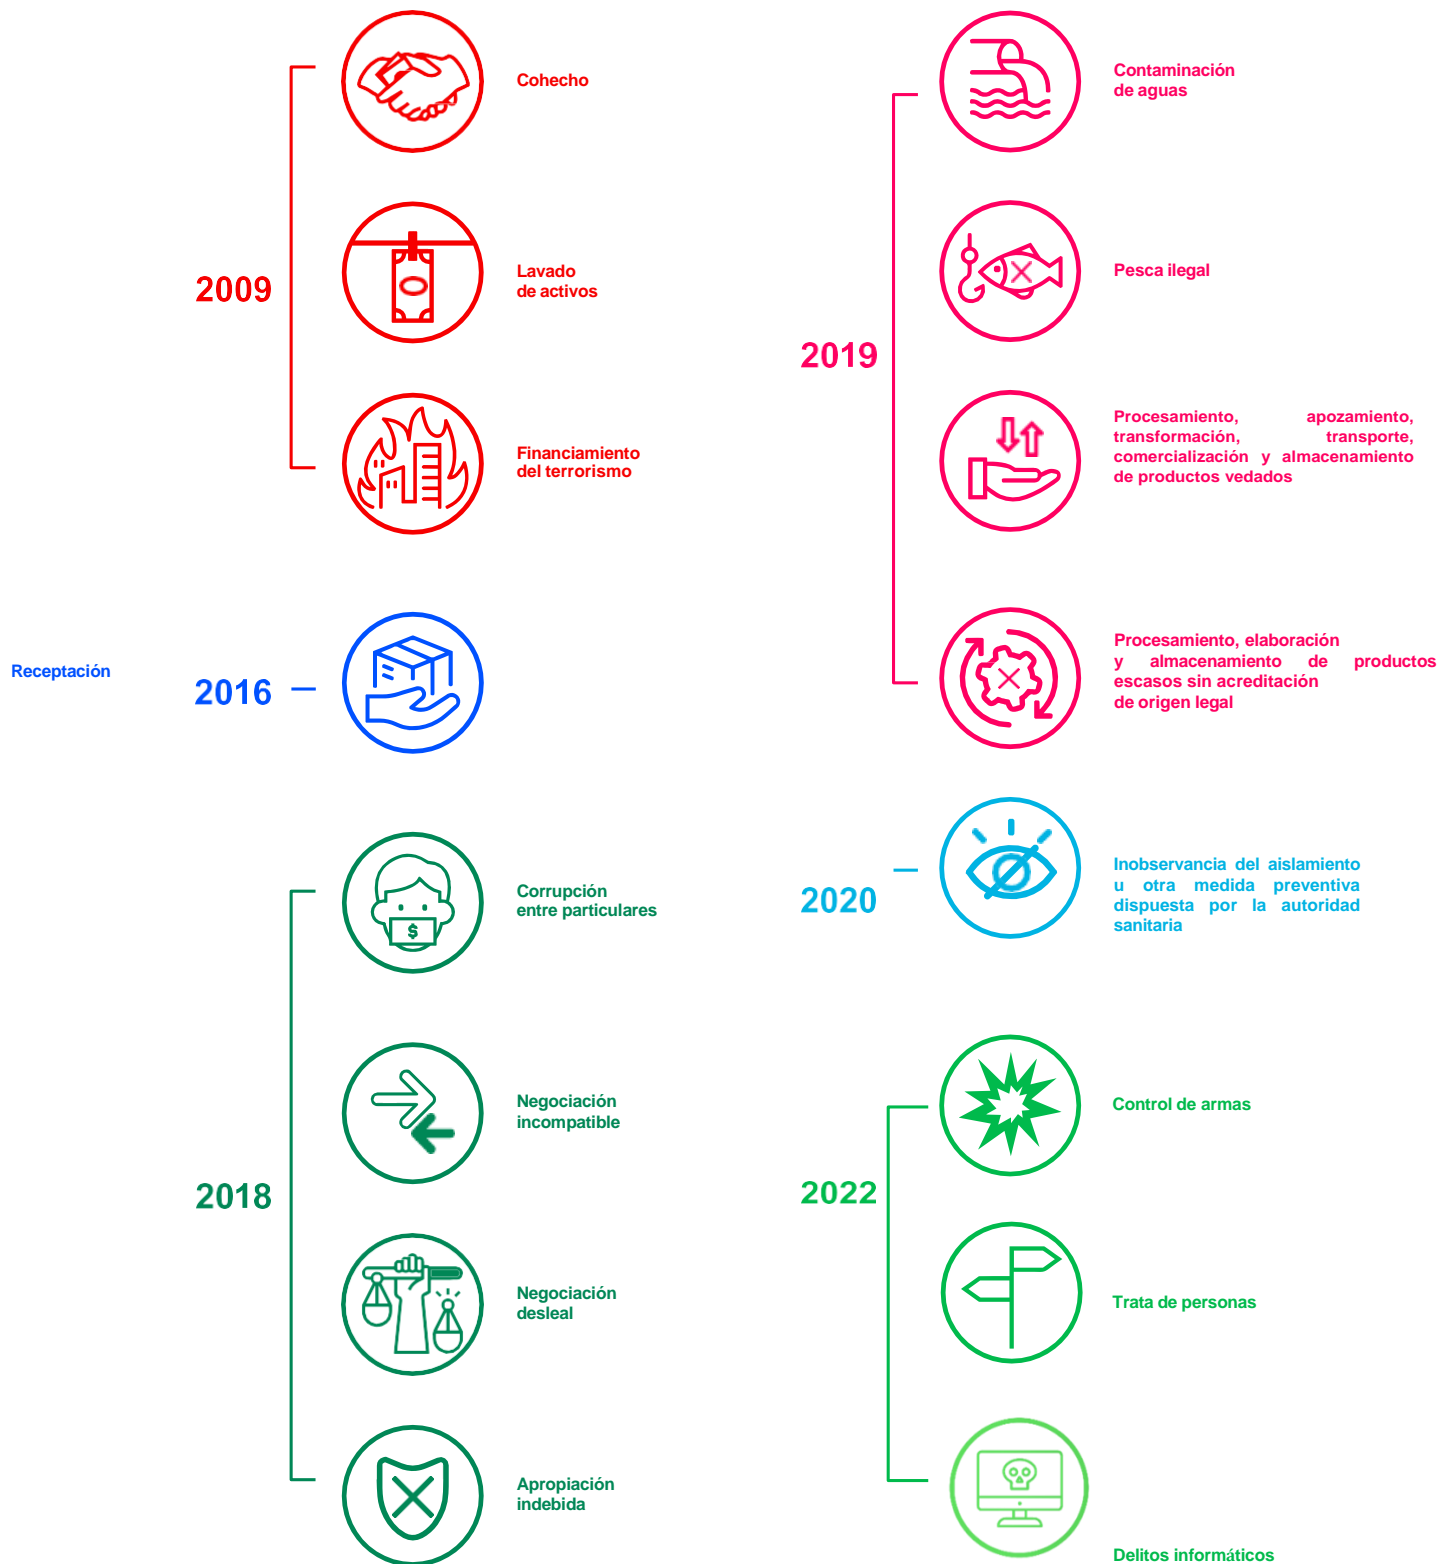 2009
Cohecho
Lavado
de activos
Financiamiento
del terrorismo
Receptación
2016
2018
Corrupción
entre particulares
$
Negociación
incompatible
Negociación
desleal
Apropiación
indebida
2019
Contaminación
de aguas
Pesca ilegal
Procesamiento, apozamiento,
transformación, transporte,
comercialización y almacenamiento
de productos vedados
Procesamiento, elaboración
y almacenamiento de productos
escasos sin acreditación
de origen legal
2020
Inobservancia del aislamiento
u otra medida preventiva
dispuesta por la autoridad
sanitaria
2022
Control de armas
Trata de personas
Delitos informáticos